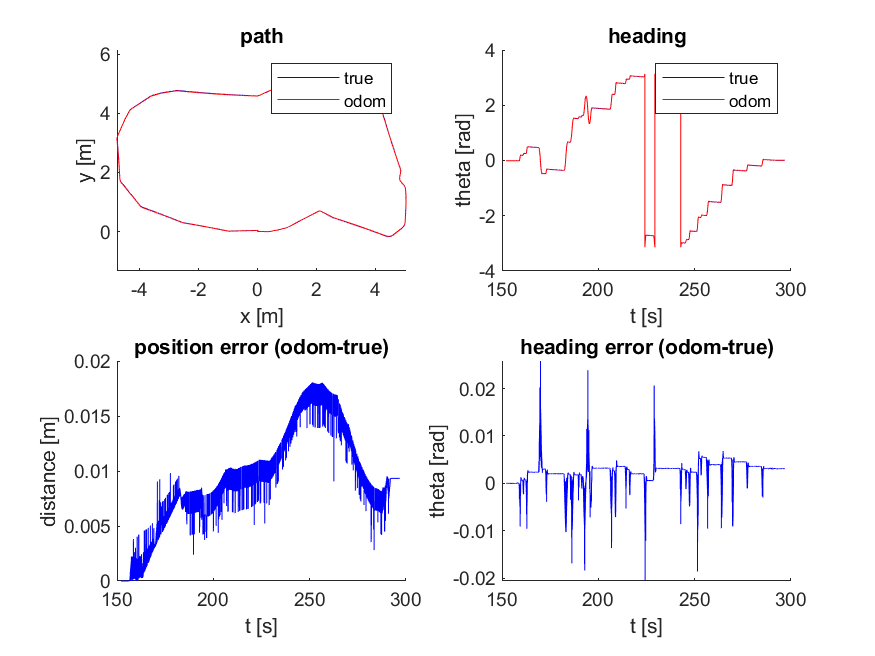 path
true
odom
6
4
2
0
y [m]
-4
-2
0
2
4
x [m]
heading
true
odom
4
2
0
-2
-4
theta [rad]
150
200
250
300
t [s]
position error (odom-true)
0.02
0.015
0.01
0.005
0
distance [m]
150
200
250
300
t [s]
heading error (odom-true)
0.02
0.01
0
-0.01
-0.02
theta [rad]
150
200
250
300
t [s]